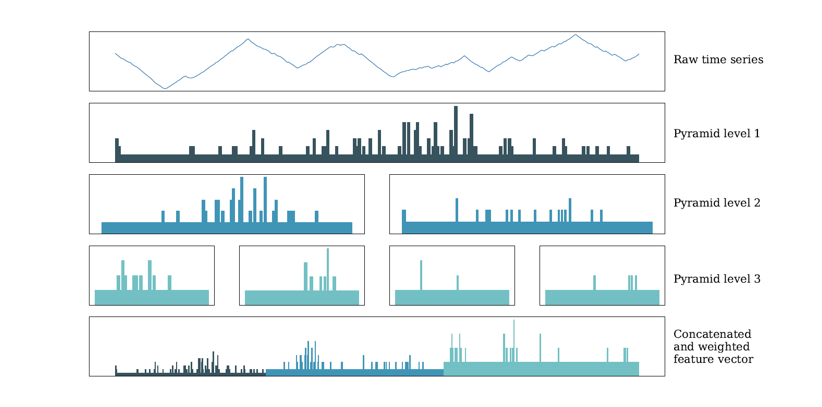 Raw time series
Pyramid level 1
Pyramid level 2
Pyramid level 3
Concatenated
and weighted
feature vector